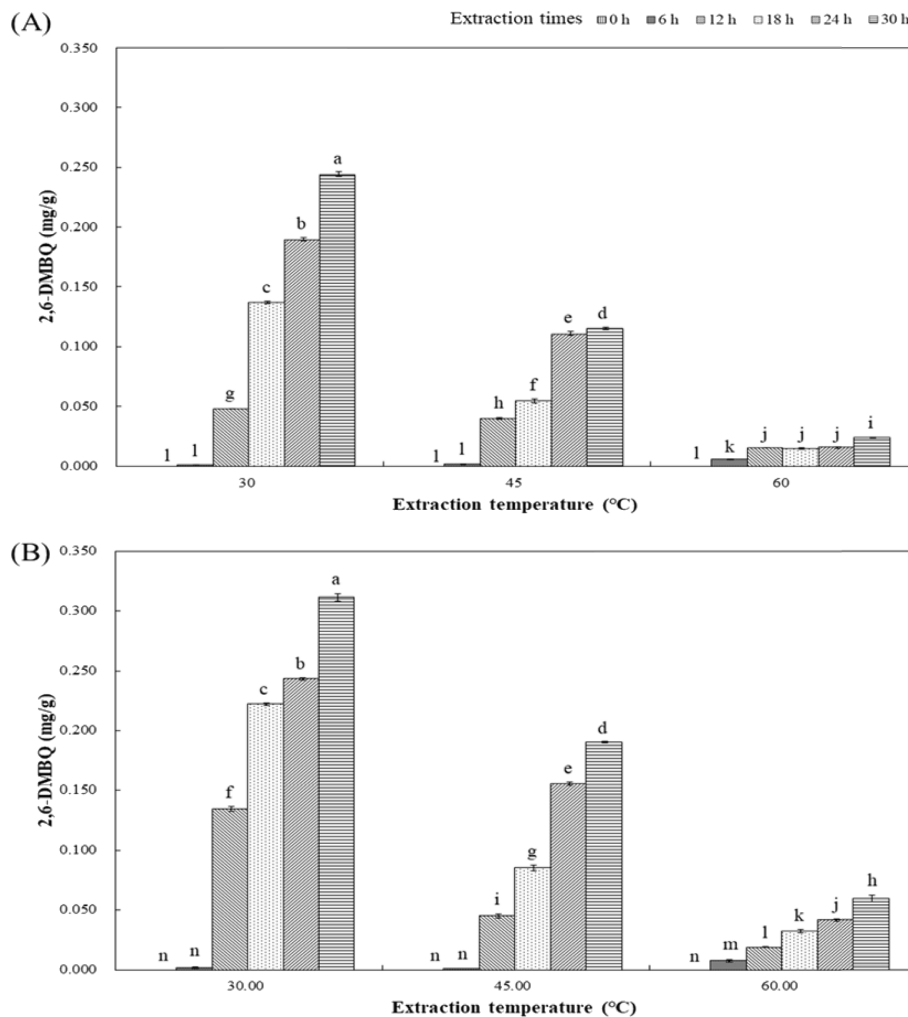 (A)
Extraction times 0 h 6 h 12 h 18 h 24 h 30 h
0.350
0.300
0.250
0.200
0.150
0.100
0.050
0.000
2,6-DMBQ (mg/g)
l l g c b a
l l h f e d
l k j j j i
30 45 60
Extraction temperature (°C)
(B)
0.350
0.300
0.250
0.200
0.150
0.100
0.050
0.000
2,6-DMBQ (mg/g)
n n f c b a
n n i g e d
n m l k j h
30.00 45.00 60.00
Extraction temperature (°C)